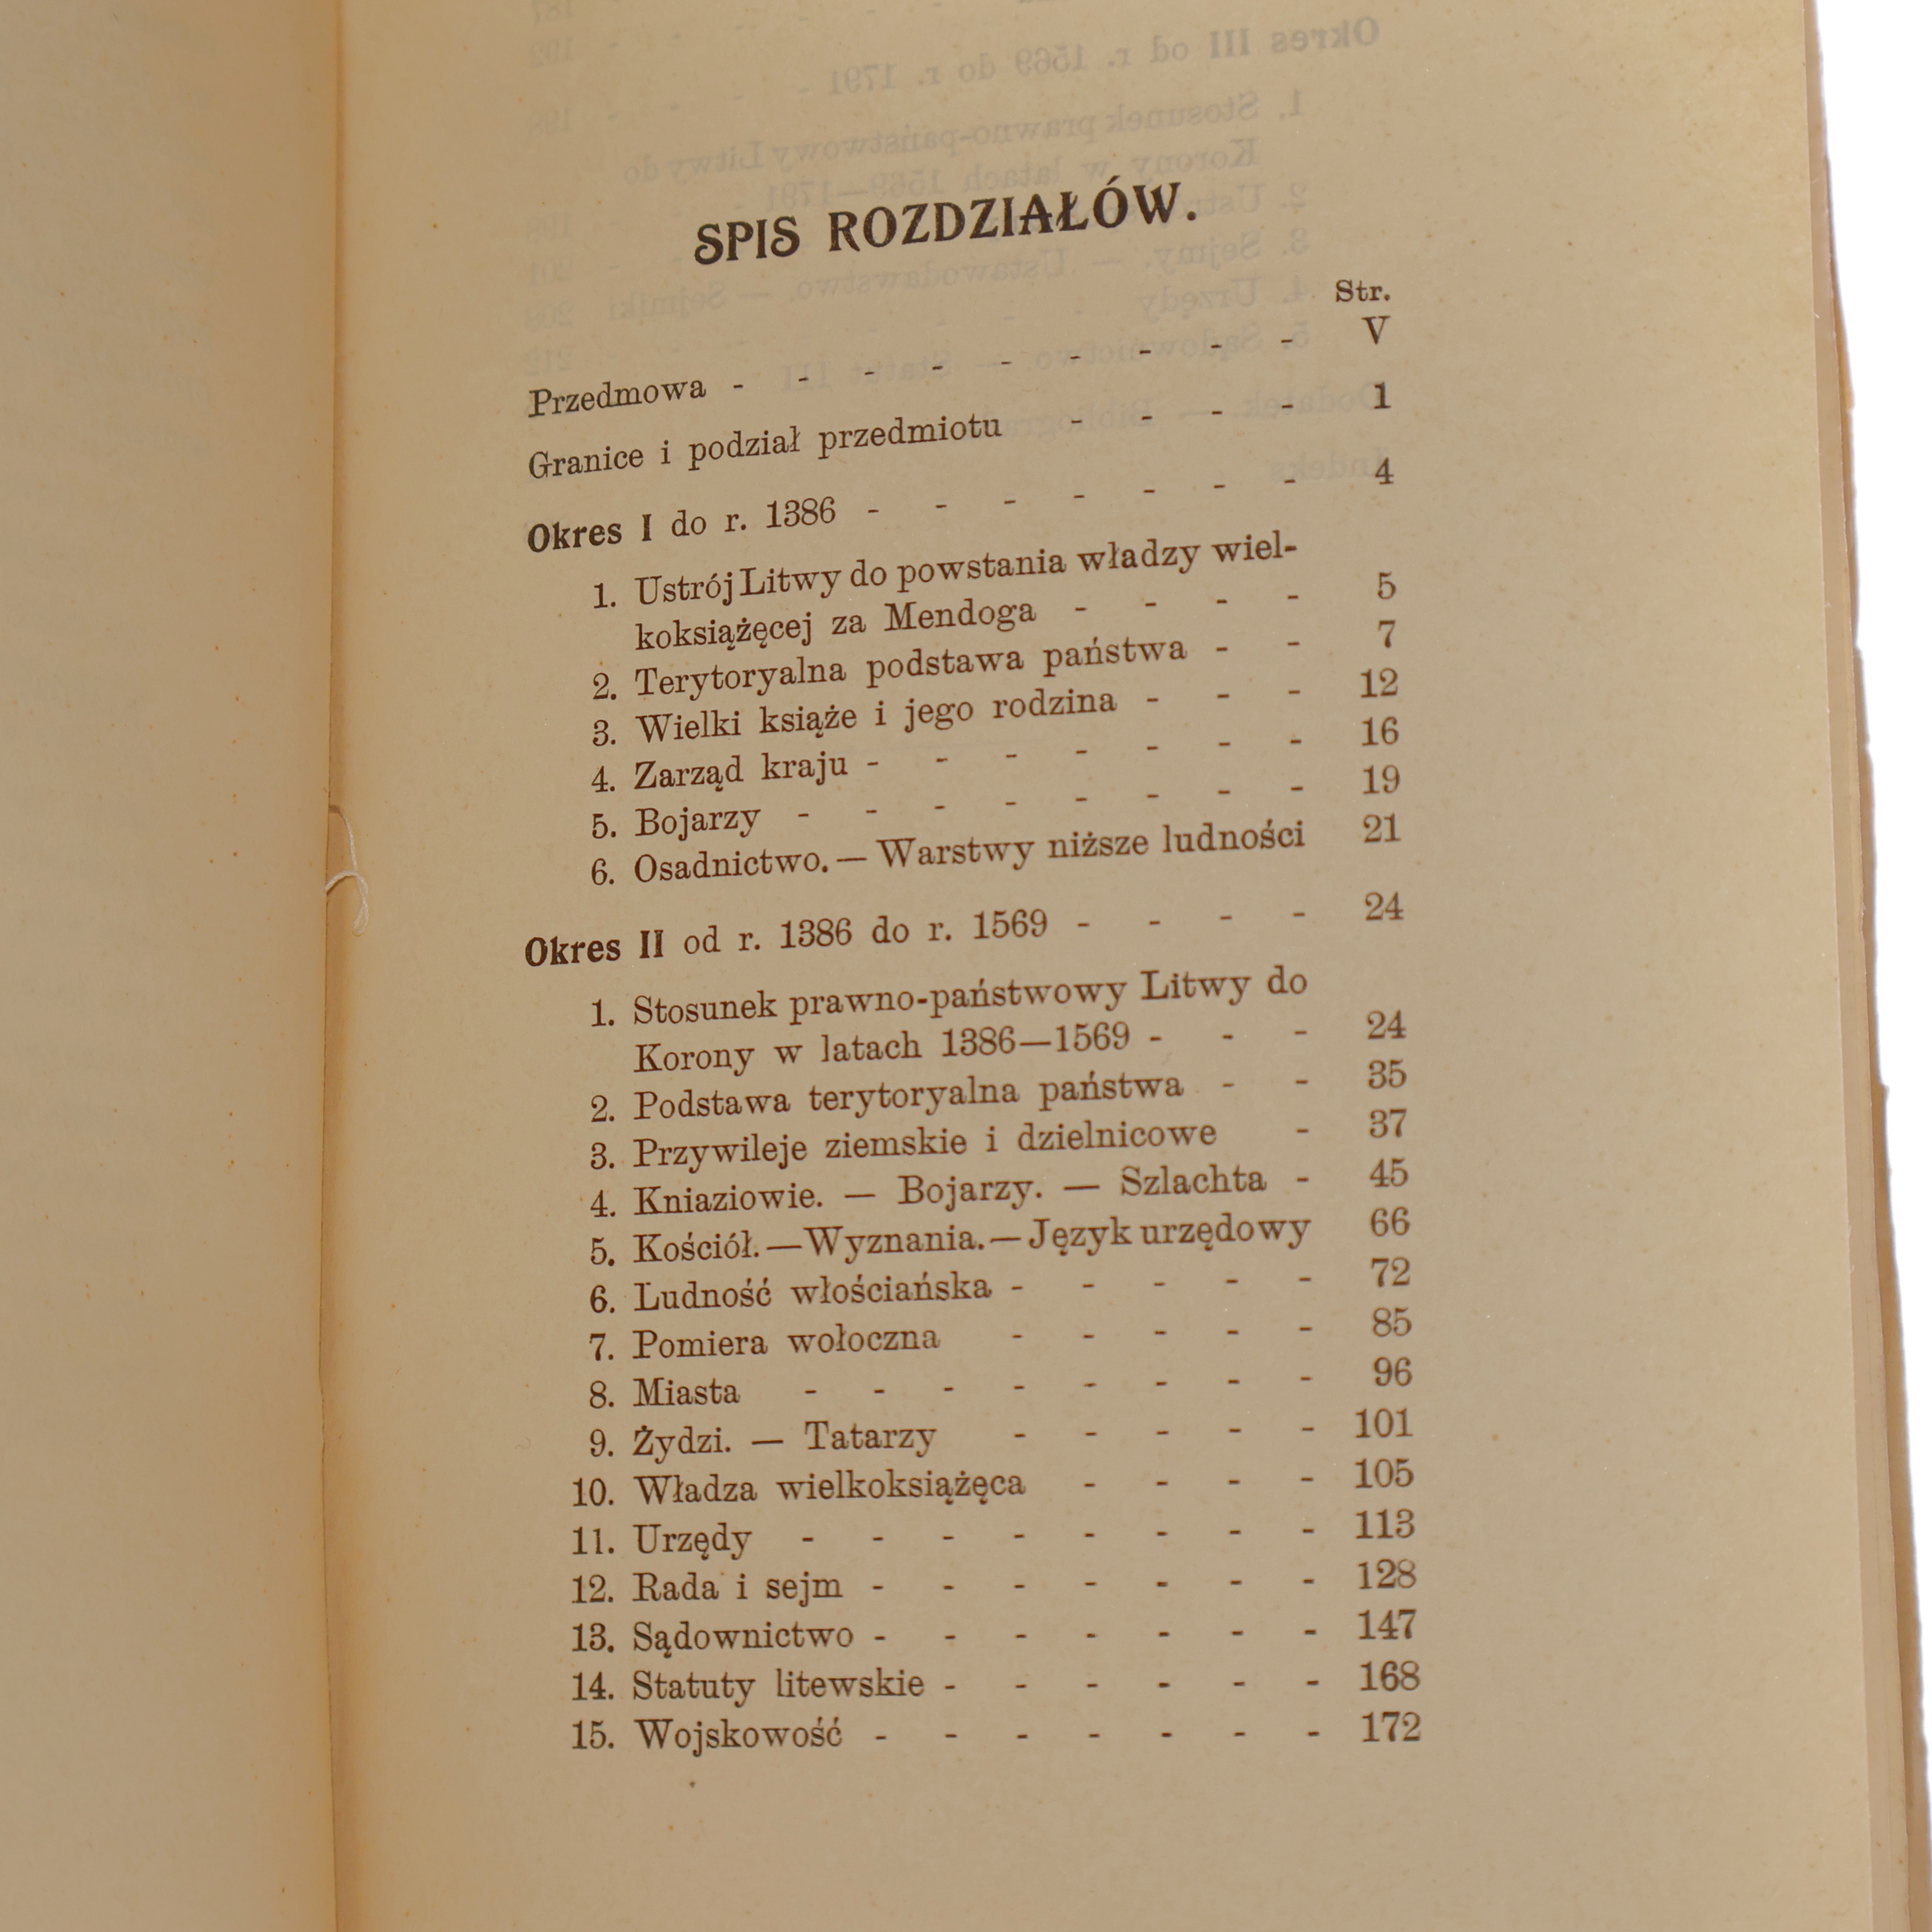 SPIS ROZDZIAŁÓW.
Str.
Przedmowa - - - - - - - - - V
Granice i podział przedmiotu - - - - 1
Okres I do r. 1386 - - - - - - - 4
1. Ustrój Litwy do powstania władzy wiel-
koksiążęcej za Mendoga - - - - 5
2. Terytoryalna podstawa państwa - - 7
3. Wielki książe i jego rodzina - - - 12
4. Zarząd kraju - - - - - - - 16
5. Bojarzy - - - - - - - - 19
6. Osadnictwo. — Warstwy niższe ludności 21
Okres II od r. 1386 do r. 1569 - - - - 24
1. Stosunek prawno-państwowy Litwy do
Korony w latach 1386—1569 - - - 24
2. Podstawa terytoryalna państwa - - 35
3. Przywileje ziemskie i dzielnicowe - 37
4. Kniaziowie. — Bojarzy. — Szlachta - 45
5. Kościół. — Wyznania. — Język urzędowy 66
6. Ludność włościańska - - - - - 72
7. Pomiera wołoczna - - - - - 85
8. Miasta - - - - - - - - 96
9. Żydzi. — Tatarzy - - - - - 101
10. Władza wielkoksiążęca - - - - 105
11. Urzędy - - - - - - - - 113
12. Rada i sejm - - - - - - - 128
13. Sądownictwo - - - - - - - 147
14. Statuty litewskie - - - - - - 168
15. Wojskowość - - - - - - - 172